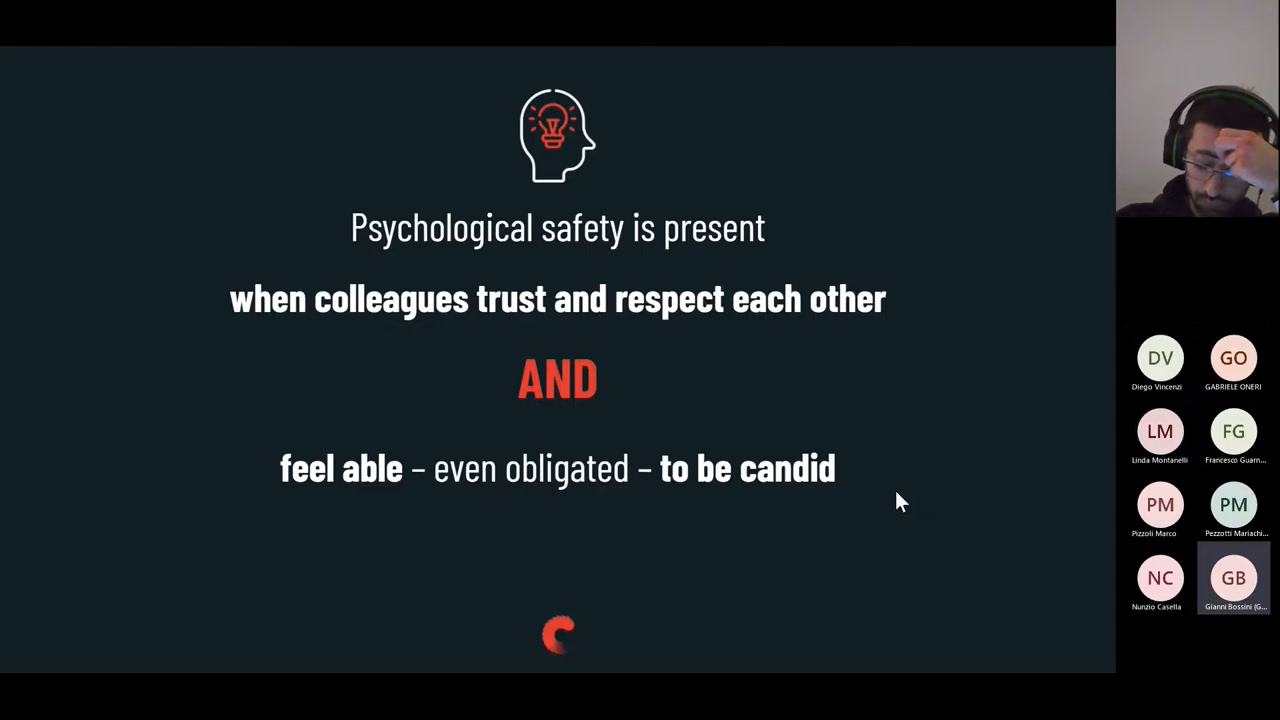 Psychological safety is present
when colleagues trust and respect each other
AND
feel able – even obligated – to be candid
DV
GO
Diego Vincenzi
GABRIELE ONERI
LM
FG
Linda Montanelli
Francesco Guarn...
PM
PM
Pizzoli Marco
Pezzotti Mariachi...
NC
GB
Nunzio Casella
Gianni Bossini (G...